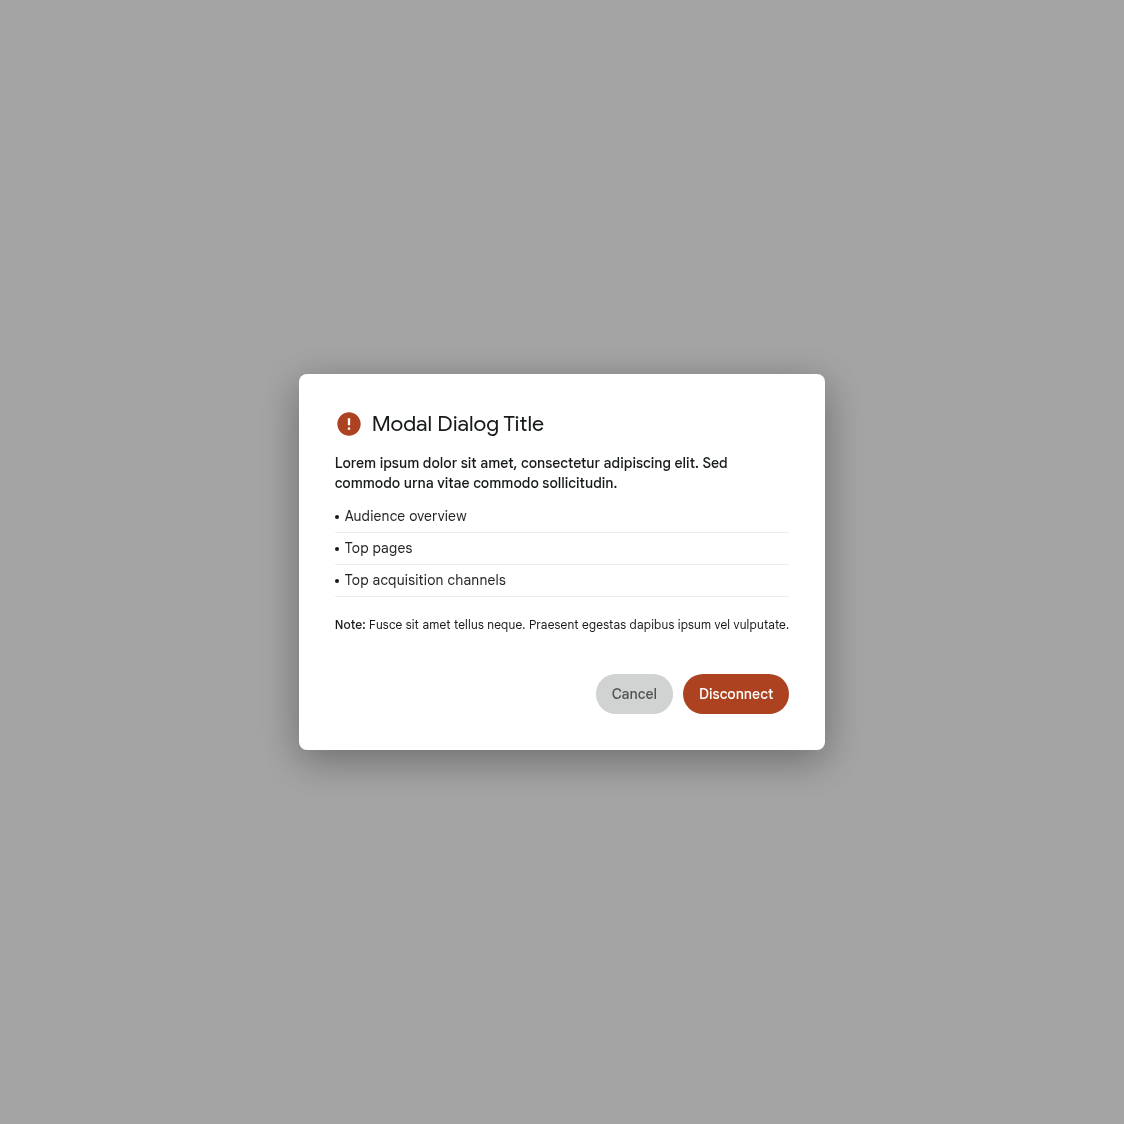 Modal Dialog Title
Lorem ipsum dolor sit amet, consectetur adipiscing elit. Sed
commodo urna vitae commodo sollicitudin.
• Audience overview
• Top pages
• Top acquisition channels
Note: Fusce sit amet tellus neque. Praesent egestas dapibus ipsum vel vulputate.
Cancel Disconnect